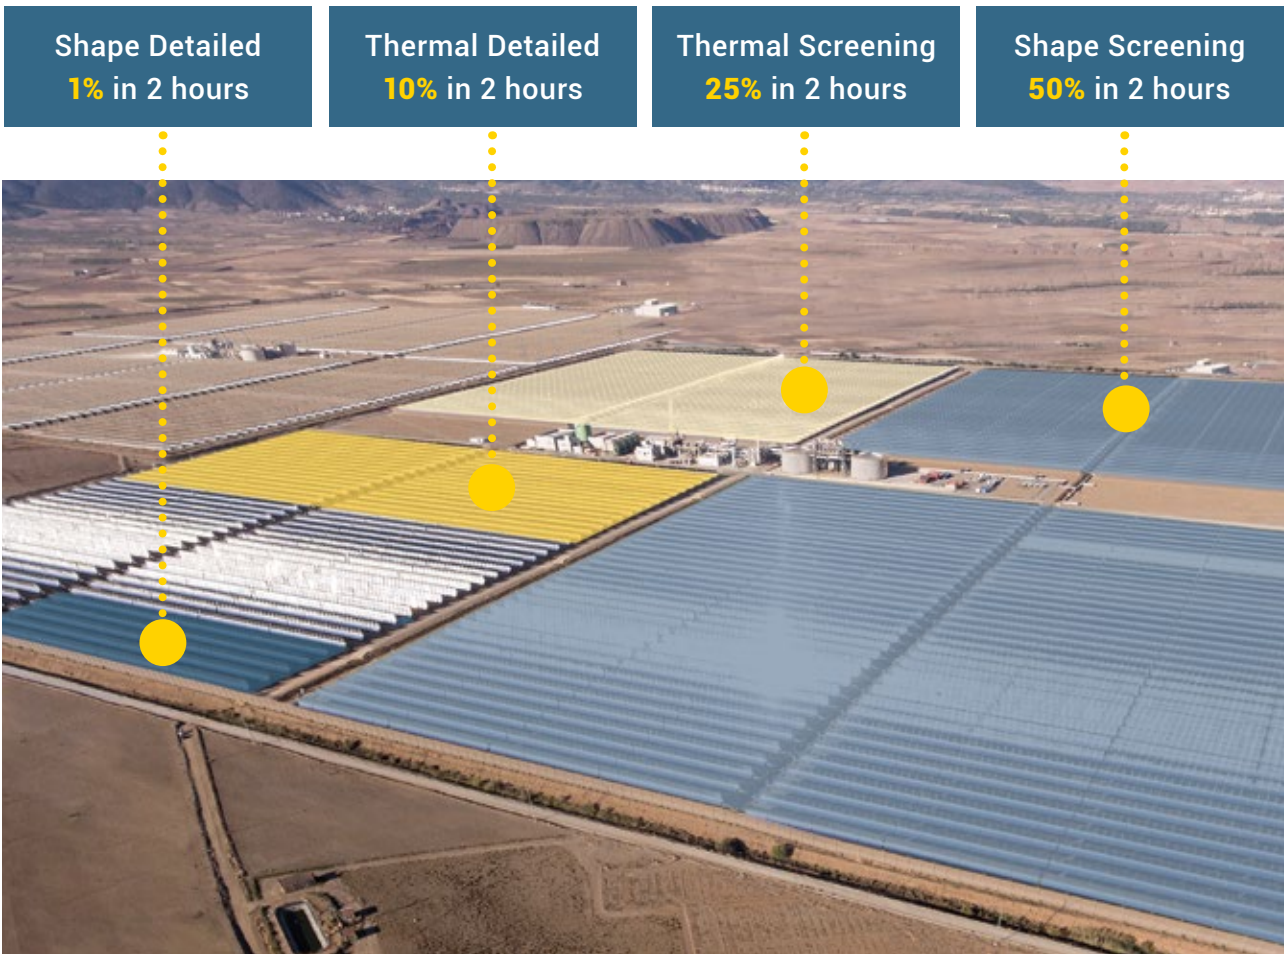 Shape Detailed
1% in 2 hours
Thermal Detailed
10% in 2 hours
Thermal Screening
25% in 2 hours
Shape Screening
50% in 2 hours